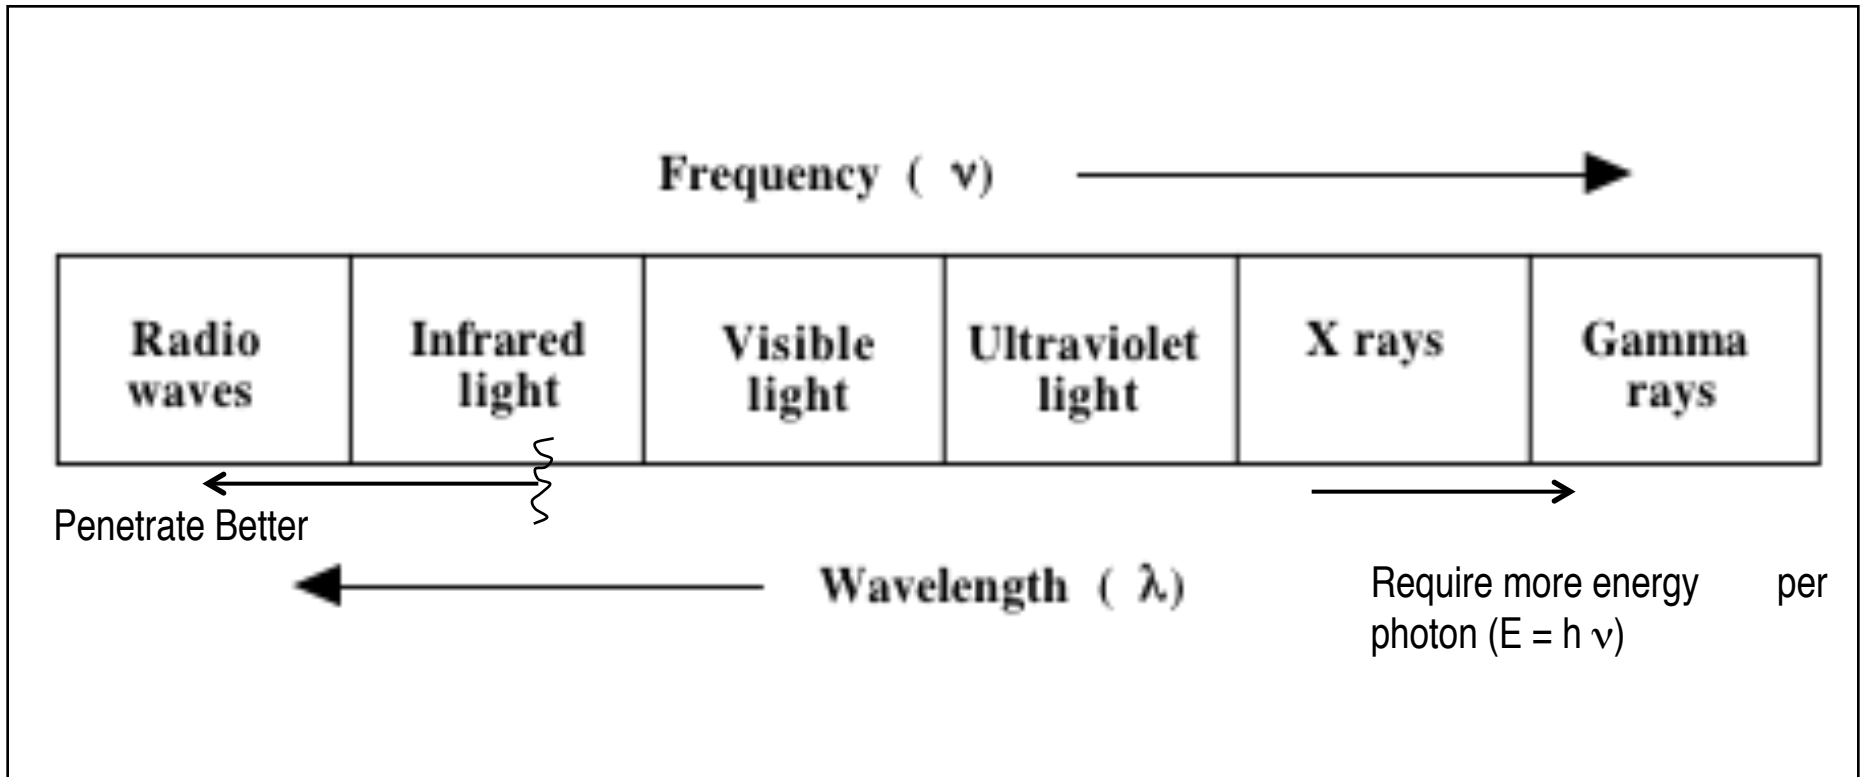 Frequency ( ν)
Radio
waves
Infrared
light
Visible
light
Ultraviolet
light
X rays
Gamma
rays
Penetrate Better
Wavelength ( λ)
Require more energy per
photon (E = h ν)